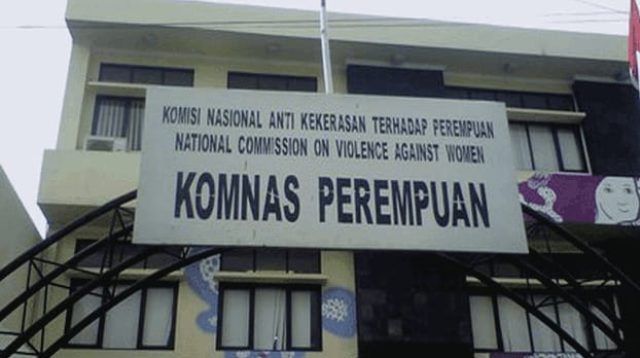 KOMISI NASIONAL ANTI KEKERASAN TERHADAP PEREMPUAN
NATIONAL COMMISSION ON VIOLENCE AGAINST WOMEN
KOMNAS PEREMPUAN